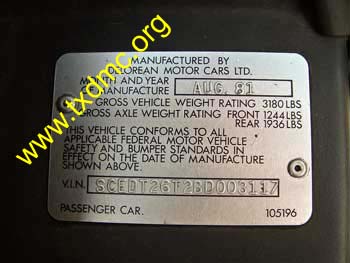 MANUFACTURED BY
DELOREAN MOTOR CARS LTD.
MONTH AND YEAR
OF MANUFACTURE AUG. 81
GROSS VEHICLE WEIGHT RATING 3180 LBS
GROSS AXLE WEIGHT RATING FRONT 1244 LBS
REAR 1936 LBS
THIS VEHICLE CONFORMS TO ALL
APPLICABLE FEDERAL MOTOR VEHICLE
SAFETY AND BUMPER STANDARDS IN
EFFECT ON THE DATE OF MANUFACTURE
SHOWN ABOVE.
V.I.N. SCEDT26T2BD003117
PASSENGER CAR. 105196
www.txdmc.org